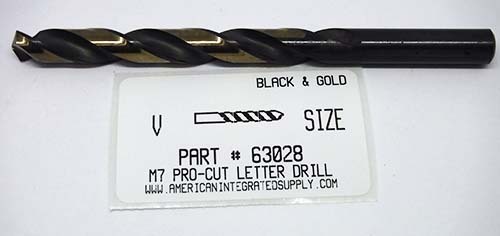 BLACK & GOLD
V SIZE
PART # 63028
M7 PRO-CUT LETTER DRILL
WWW.AMERICANINTEGRATEDSUPPLY.COM